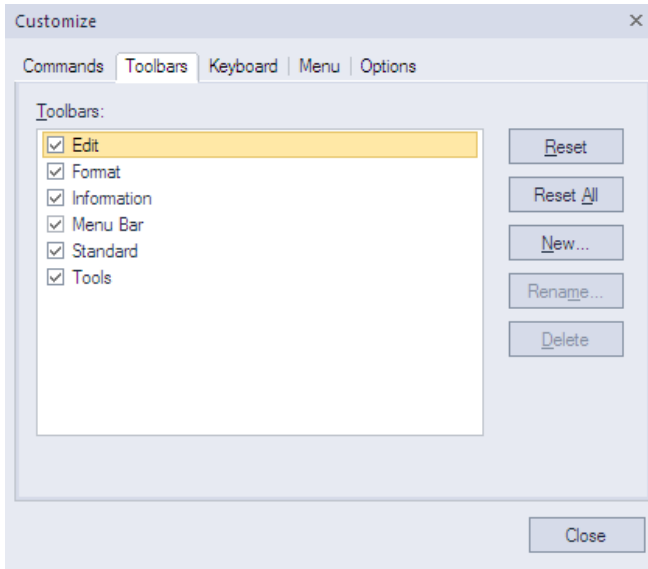 Customize
Commands Toolbars Keyboard Menu Options
Toolbars:
Edit
Format
Information
Menu Bar
Standard
Tools
Reset
Reset All
New...
Rename...
Delete
Close